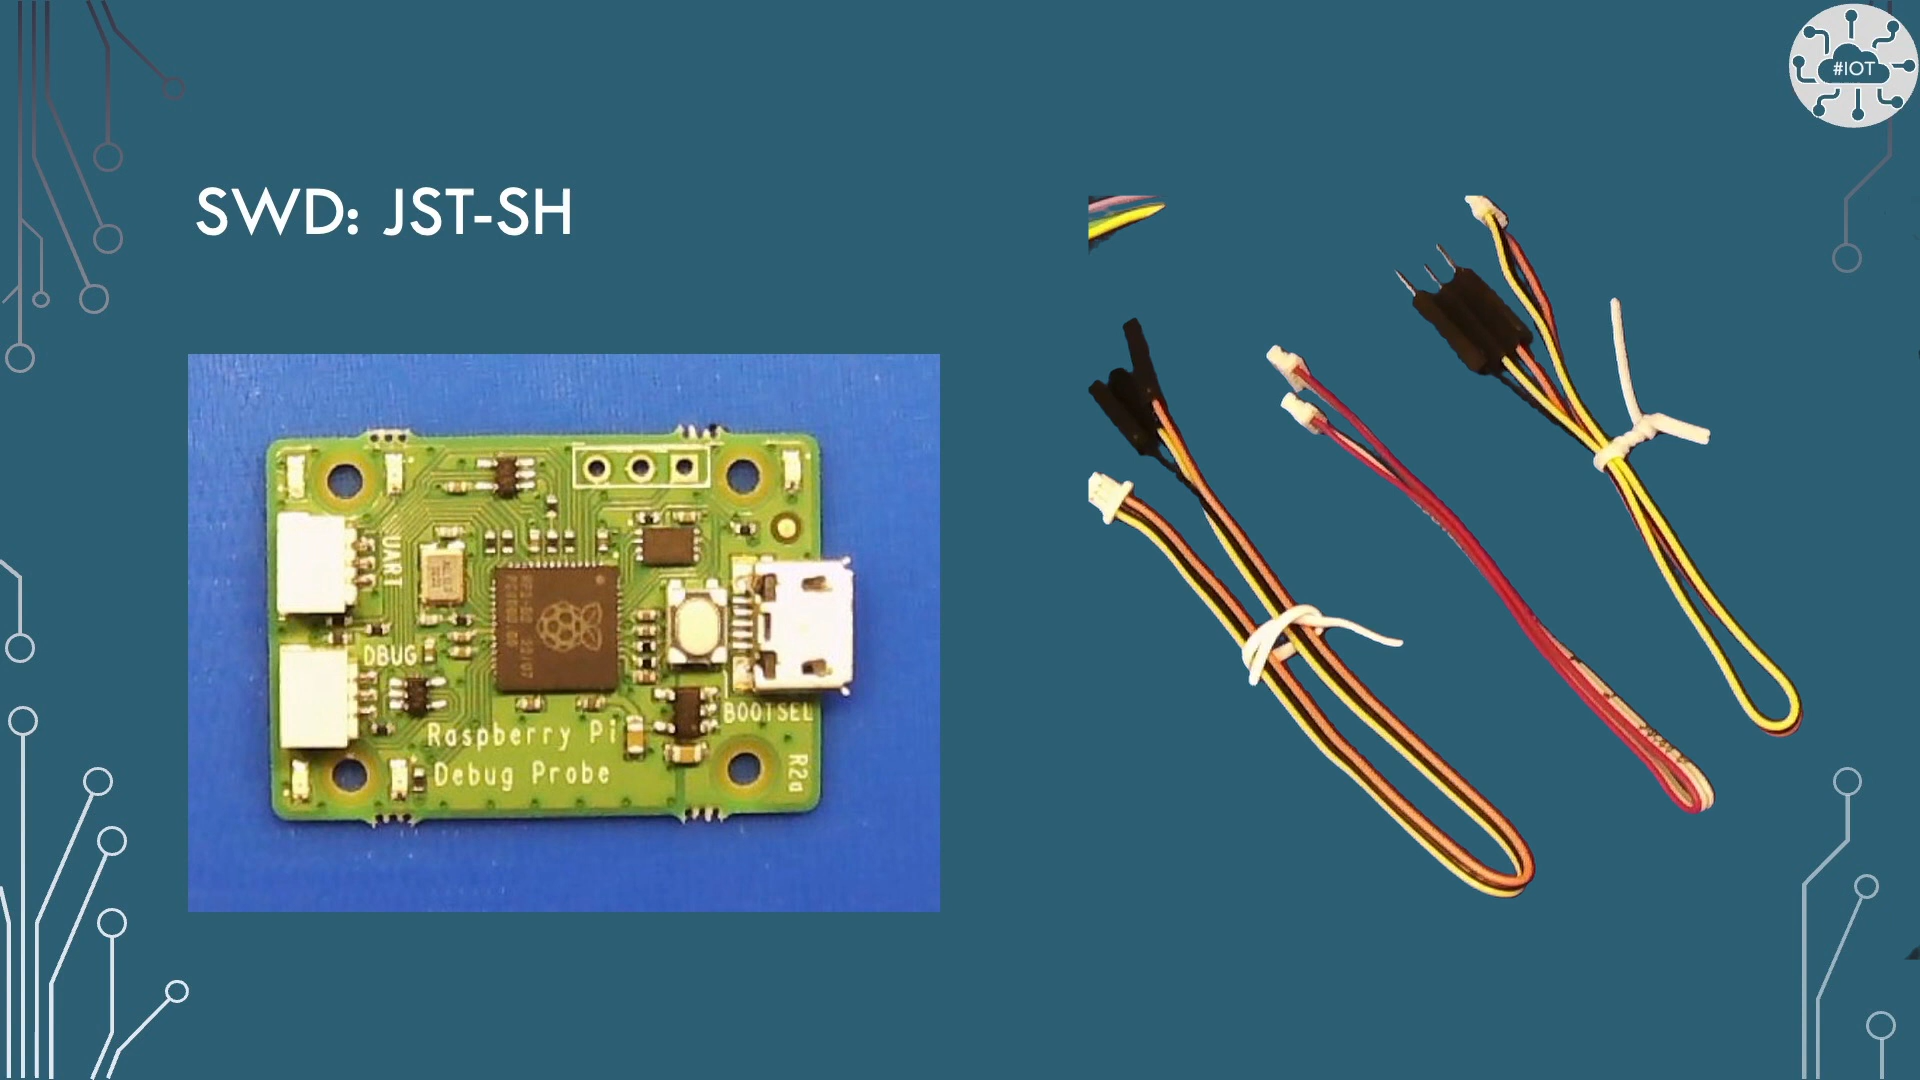 #IOT
SWD: JST-SH
UART
DBUG
BOOTSEL
Raspberry Pi
Debug Probe
R2a